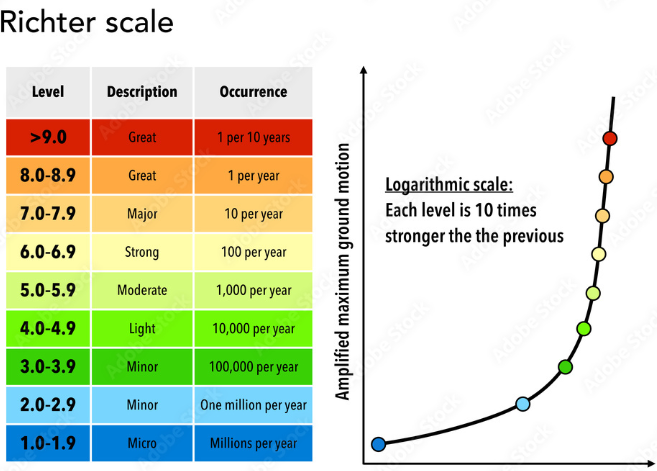 Richter scale
Level Description Occurrence
>9.0 Great 1 per 10 years
8.0-8.9 Great 1 per year
7.0-7.9 Major 10 per year
6.0-6.9 Strong 100 per year
5.0-5.9 Moderate 1,000 per year
4.0-4.9 Light 10,000 per year
3.0-3.9 Minor 100,000 per year
2.0-2.9 Minor One million per year
1.0-1.9 Micro Millions per year
Amplified maximum ground motion
Logarithmic scale:
Each level is 10 times
stronger the the previous
Adobe Stock